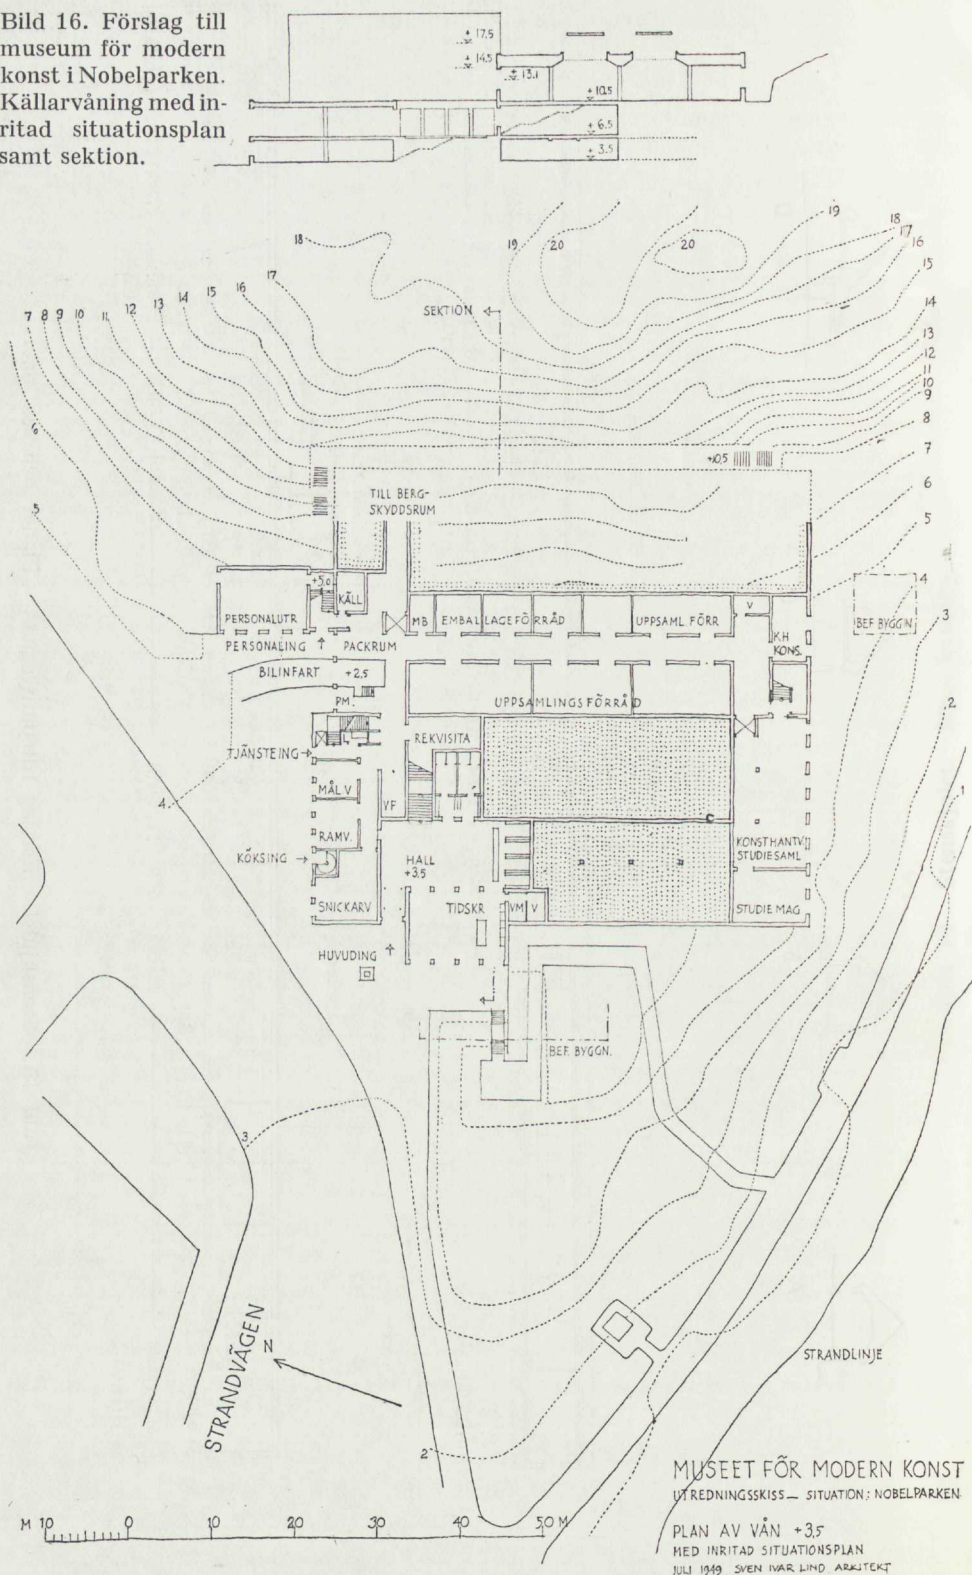 Bild 16. Förslag till
museum för modern
konst i Nobelparken.
Källarvåning med in-
ritad situationsplan
samt sektion.
+ 17.5
+ 14.5
+ 13.1
+ 10.5
+ 6.5
+ 3.5
18
19
20
20
19
18
17
16
15
14
13
12
11
10
9
8
7
6
5
4
3
2
1
17
16
15
14
13
12
11
10
9
8
7
6
5
SEKTION
+10.5
TILL BERG-
SKYDDSRUM
+5.0
KÄLL
PERSONALUTR
MB
EMBALLAGEFÖRRÅD
UPPSAML. FÖRR
V
K.H
KONS.
BEF. BYGGN.
PERSONALING
PACKRUM
BILINFART +2,5
PM.
UPPSAMLINGSFÖRRÅD
REKVISITA
L
TJÄNSTEING
MÅL V
VF
4
RAMV.
KÖKSING
HALL
+3.5
C
KONSTHANTV.
STUDIESAML
SNICKARV
TIDSKR
VM
V
STUDIE MAG
HUVUDING
BEF. BYGGN.
3
STRANDVÄGEN
N
2
STRANDLINJE
MUSEET FÖR MODERN KONST
UTREDNINGSSKISS — SITUATION; NOBELPARKEN
PLAN AV VÅN +3,5
MED INRITAD SITUATIONSPLAN
JULI 1949 SVEN IVAR LIND ARKITEKT
M 10 0 10 20 30 40 50 M